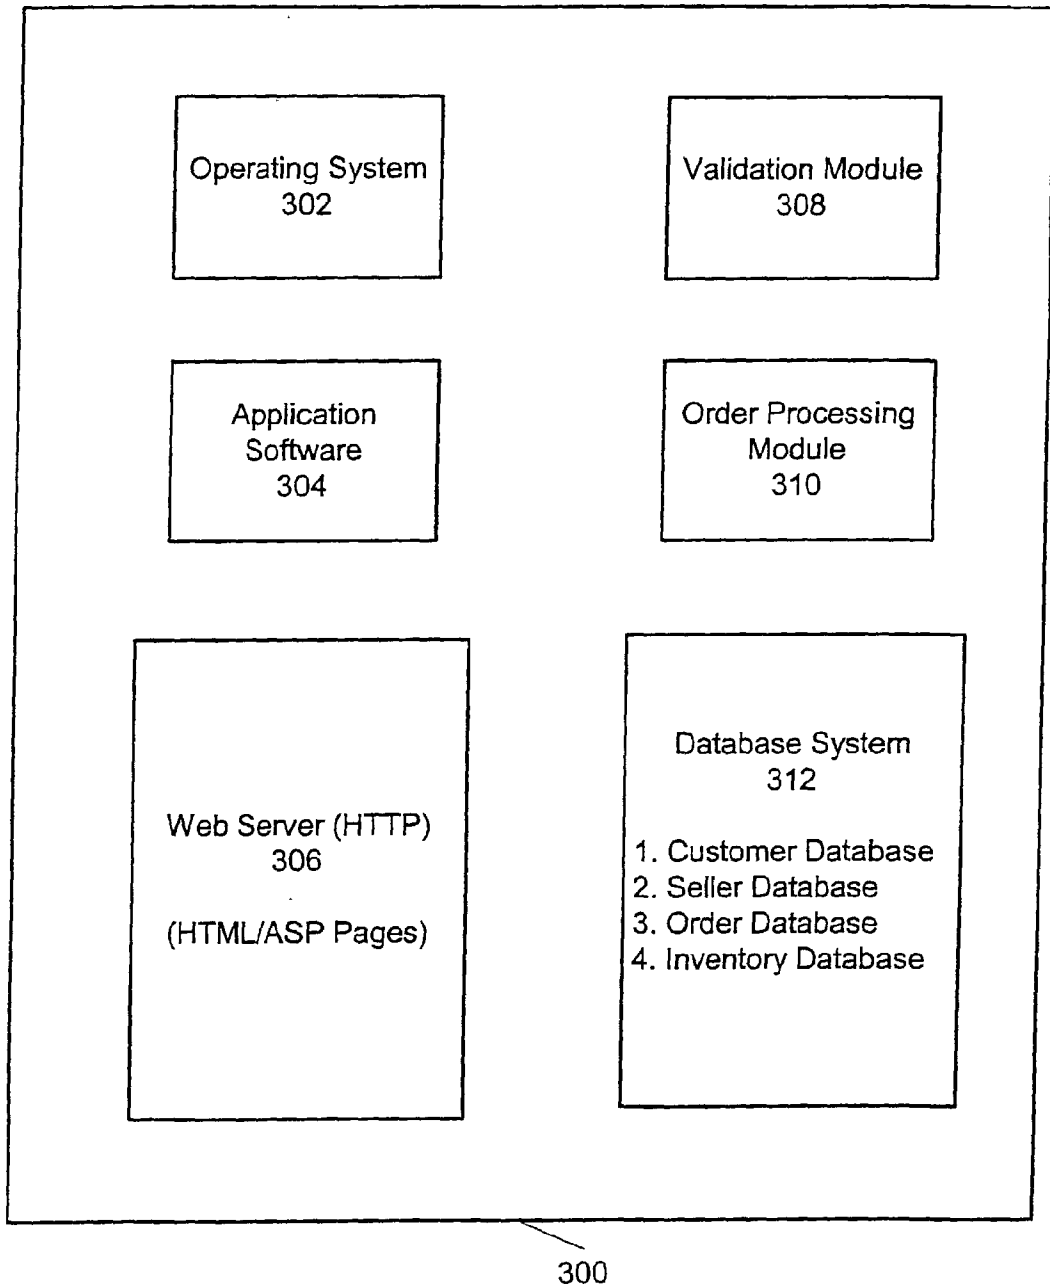 Operating System
302
Validation Module
308
Application
Software
304
Order Processing
Module
310
Web Server (HTTP)
306
(HTML/ASP Pages)
Database System
312
1. Customer Database
2. Seller Database
3. Order Database
4. Inventory Database
300